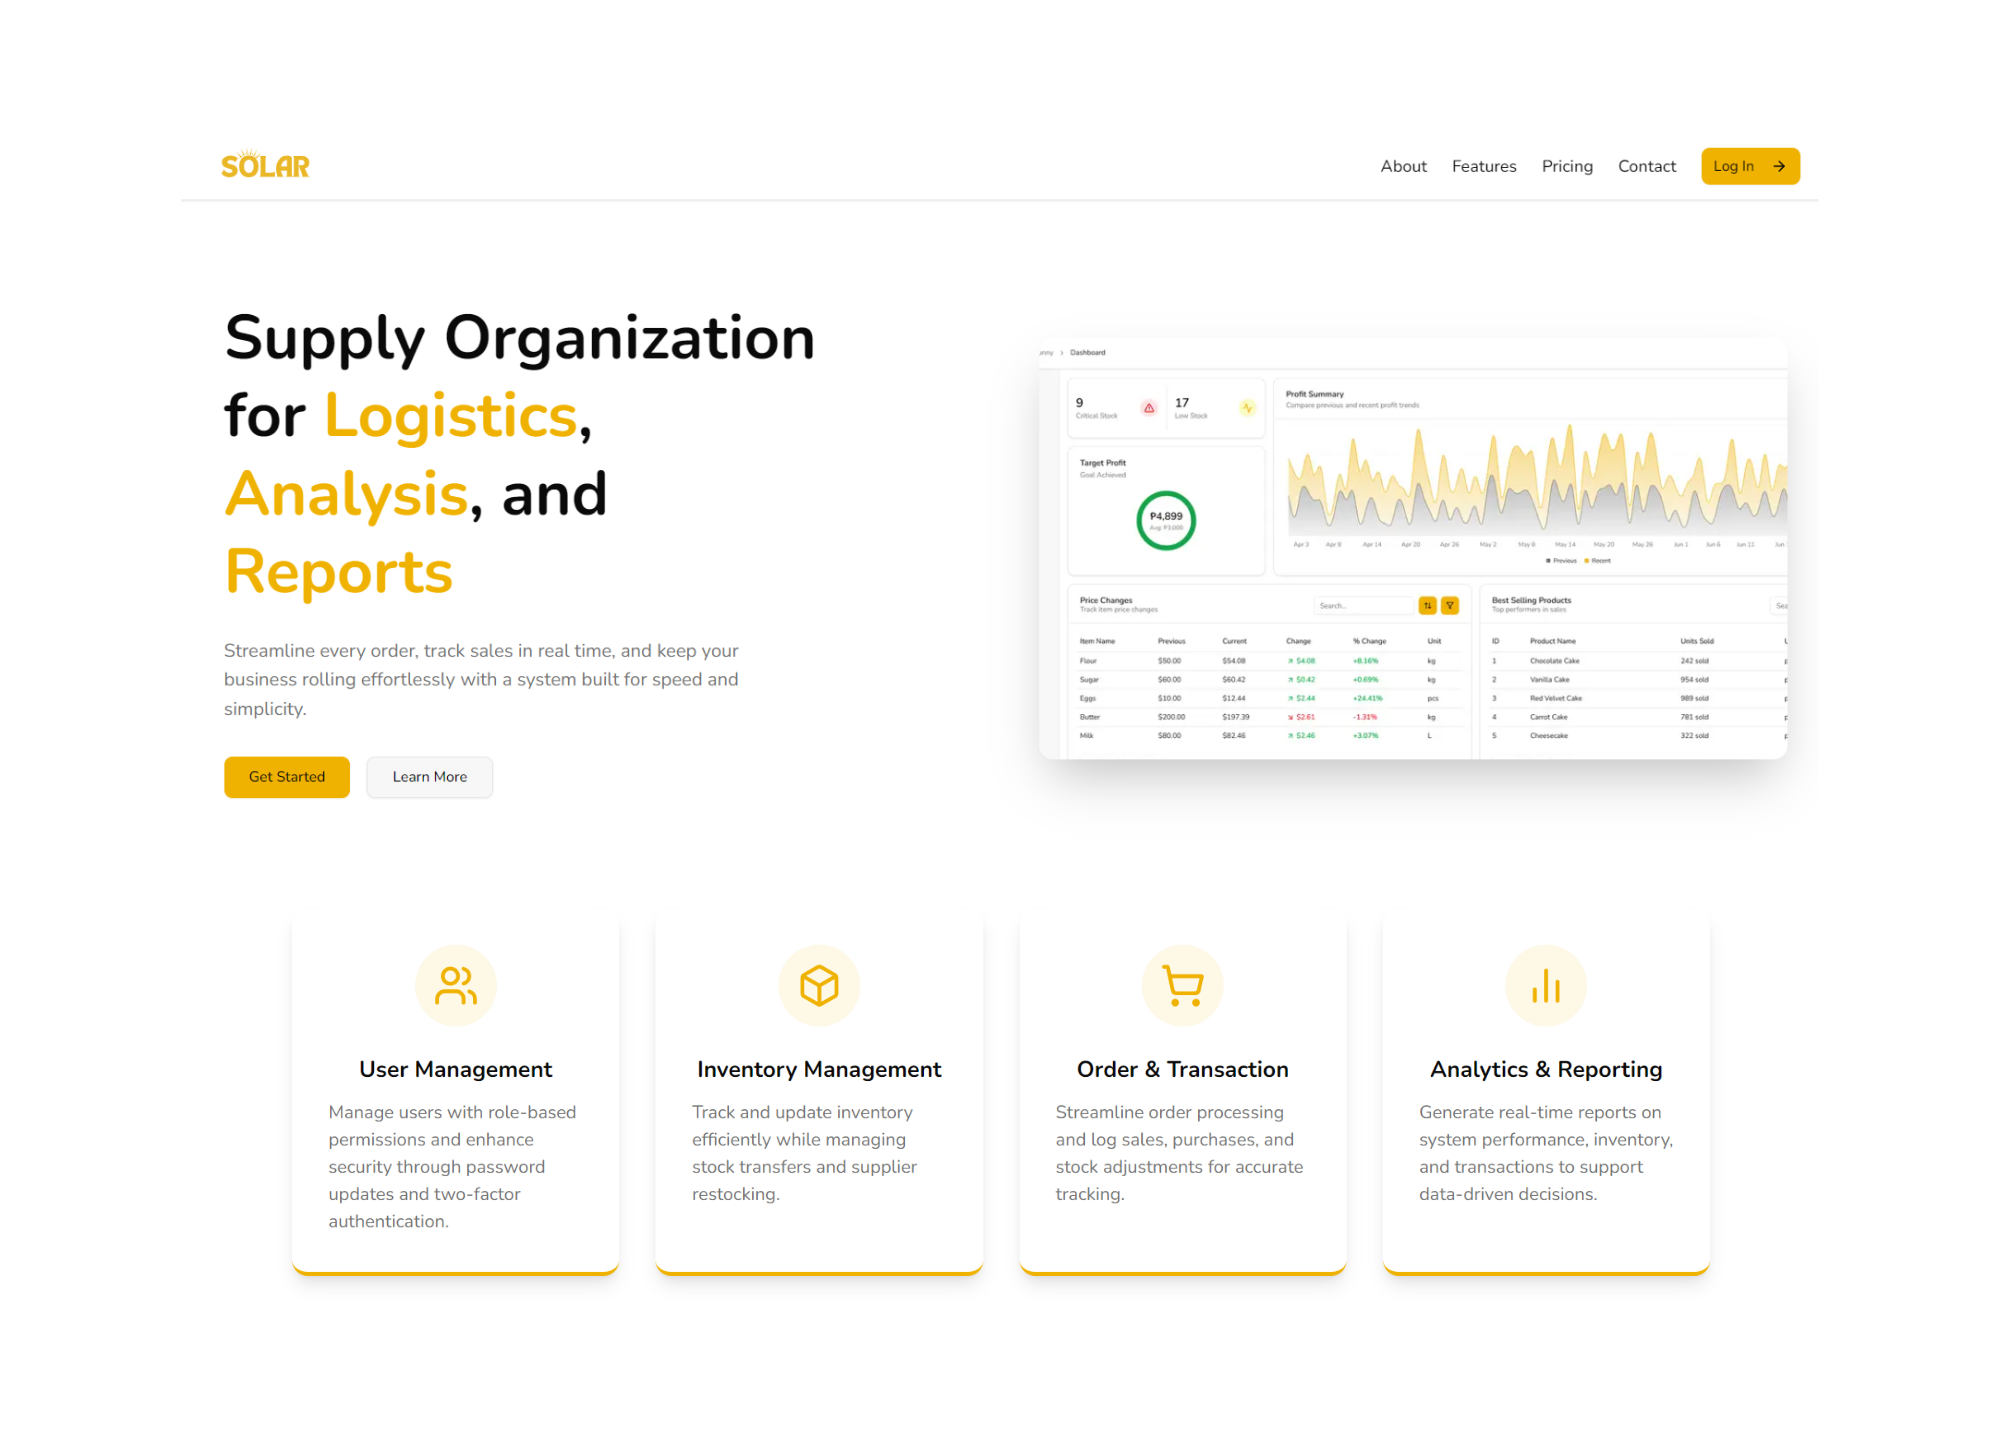 SOLAR
About Features Pricing Contact Log In
Supply Organization
for Logistics,
Analysis, and
Reports
Streamline every order, track sales in real time, and keep your
business rolling effortlessly with a system built for speed and
simplicity.
Get Started Learn More
Dashboard
9 17
Critical Stock Low Stock
Profit Summary
Compare previous and recent profit trends
Target Profit
Goal Achieved
₱4,899
Avg: ₱3,000
Apr 3 Apr 8 Apr 14 Apr 20 Apr 26 May 2 May 8 May 14 May 20 May 26 Jun 1 Jun 6 Jun 11 Jun
Previous Recent
Price Changes
Track item price changes
Search...
Item Name Previous Current Change % Change Unit
Flour $50.00 $54.08 $4.08 +8.16% kg
Sugar $60.00 $60.42 $0.42 +0.69% kg
Eggs $10.00 $12.44 $2.44 +24.41% pcs
Butter $200.00 $197.39 $2.61 -1.31% kg
Milk $80.00 $82.46 $2.46 +3.07% L
Best Selling Products
Top performers in sales
Sea
ID Product Name Units Sold
1 Chocolate Cake 242 sold
2 Vanilla Cake 954 sold
3 Red Velvet Cake 989 sold
4 Carrot Cake 781 sold
5 Cheesecake 322 sold
User Management
Manage users with role-based
permissions and enhance
security through password
updates and two-factor
authentication.
Inventory Management
Track and update inventory
efficiently while managing
stock transfers and supplier
restocking.
Order & Transaction
Streamline order processing
and log sales, purchases, and
stock adjustments for accurate
tracking.
Analytics & Reporting
Generate real-time reports on
system performance, inventory,
and transactions to support
data-driven decisions.